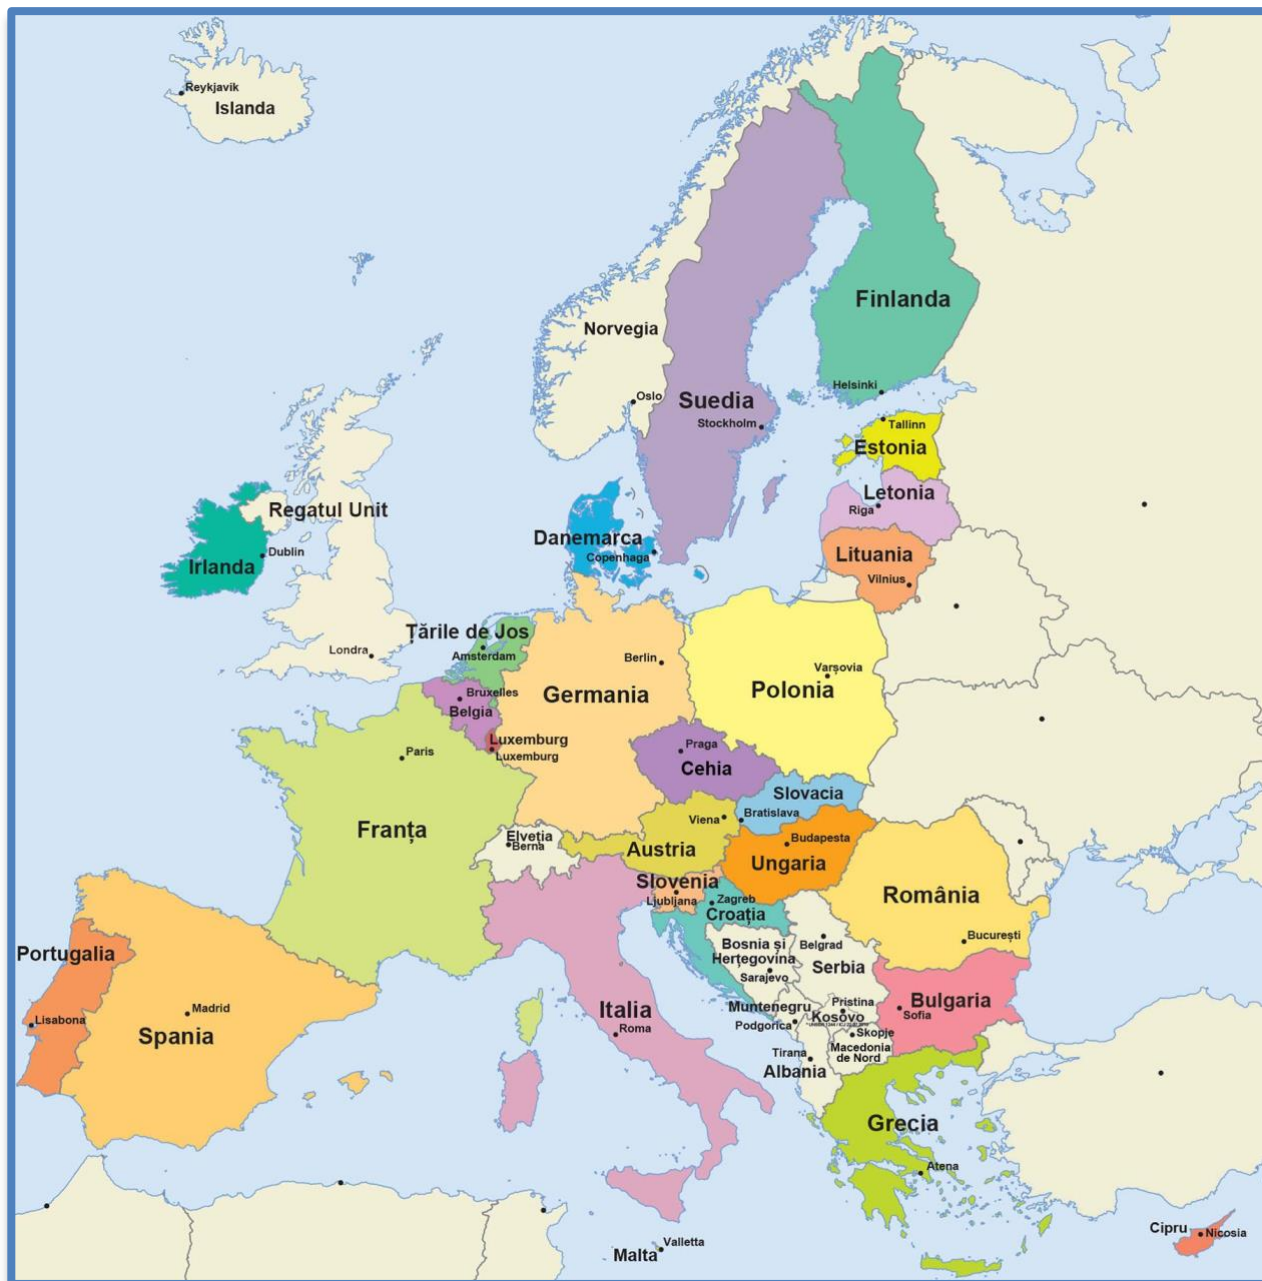 Reykjavik
Islanda
Finlanda
Norvegia
Helsinki
Oslo
Suedia
Stockholm
Tallinn
Estonia
Letonia
Riga
Regatul Unit
Danemarca
Copenhaga
Lituania
Vilnius
Dublin
Irlanda
Țările de Jos
Amsterdam
Londra
Berlin
Varșovia
Germania
Polonia
Bruxelles
Belgia
Luxemburg
Luxemburg
Paris
Praga
Cehia
Slovacia
Bratislava
Viena
Franța
Elveția
Berna
Austria
Budapesta
Ungaria
Slovenia
Ljubljana
Zagreb
Croația
România
București
Bosnia și
Herțegovina
Sarajevo
Belgrad
Serbia
Portugalia
Lisabona
Madrid
Spania
Italia
Roma
Muntenegru
Podgorica
Pristina
Kosovo
Bulgaria
Sofia
Skopje
Macedonia
de Nord
Tirana
Albania
Grecia
Atena
Malta
Valletta
Cipru
Nicosia